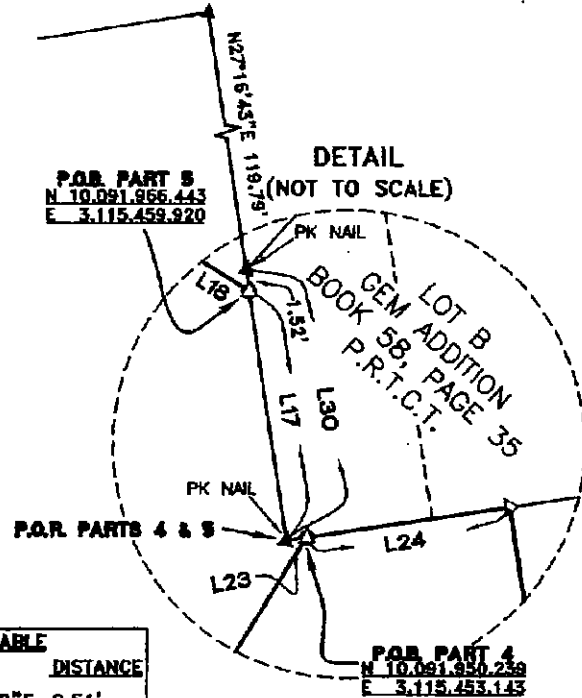 N27°16'43"E 119.79'
DETAIL
(NOT TO SCALE)
P.O.B. PART 5
N 10.091.966.443
E 3.115.459.920
PK NAIL
L18
1.52'
L17
L30
LOT B
GEM ADDITION
BOOK 58, PAGE 35
P.R.T.C.T.
PK NAIL
P.O.R. PARTS 4 & 5
L24
L23
P.O.B. PART 4
N 10.091.950.239
E 3.115.453.143
DISTANCE